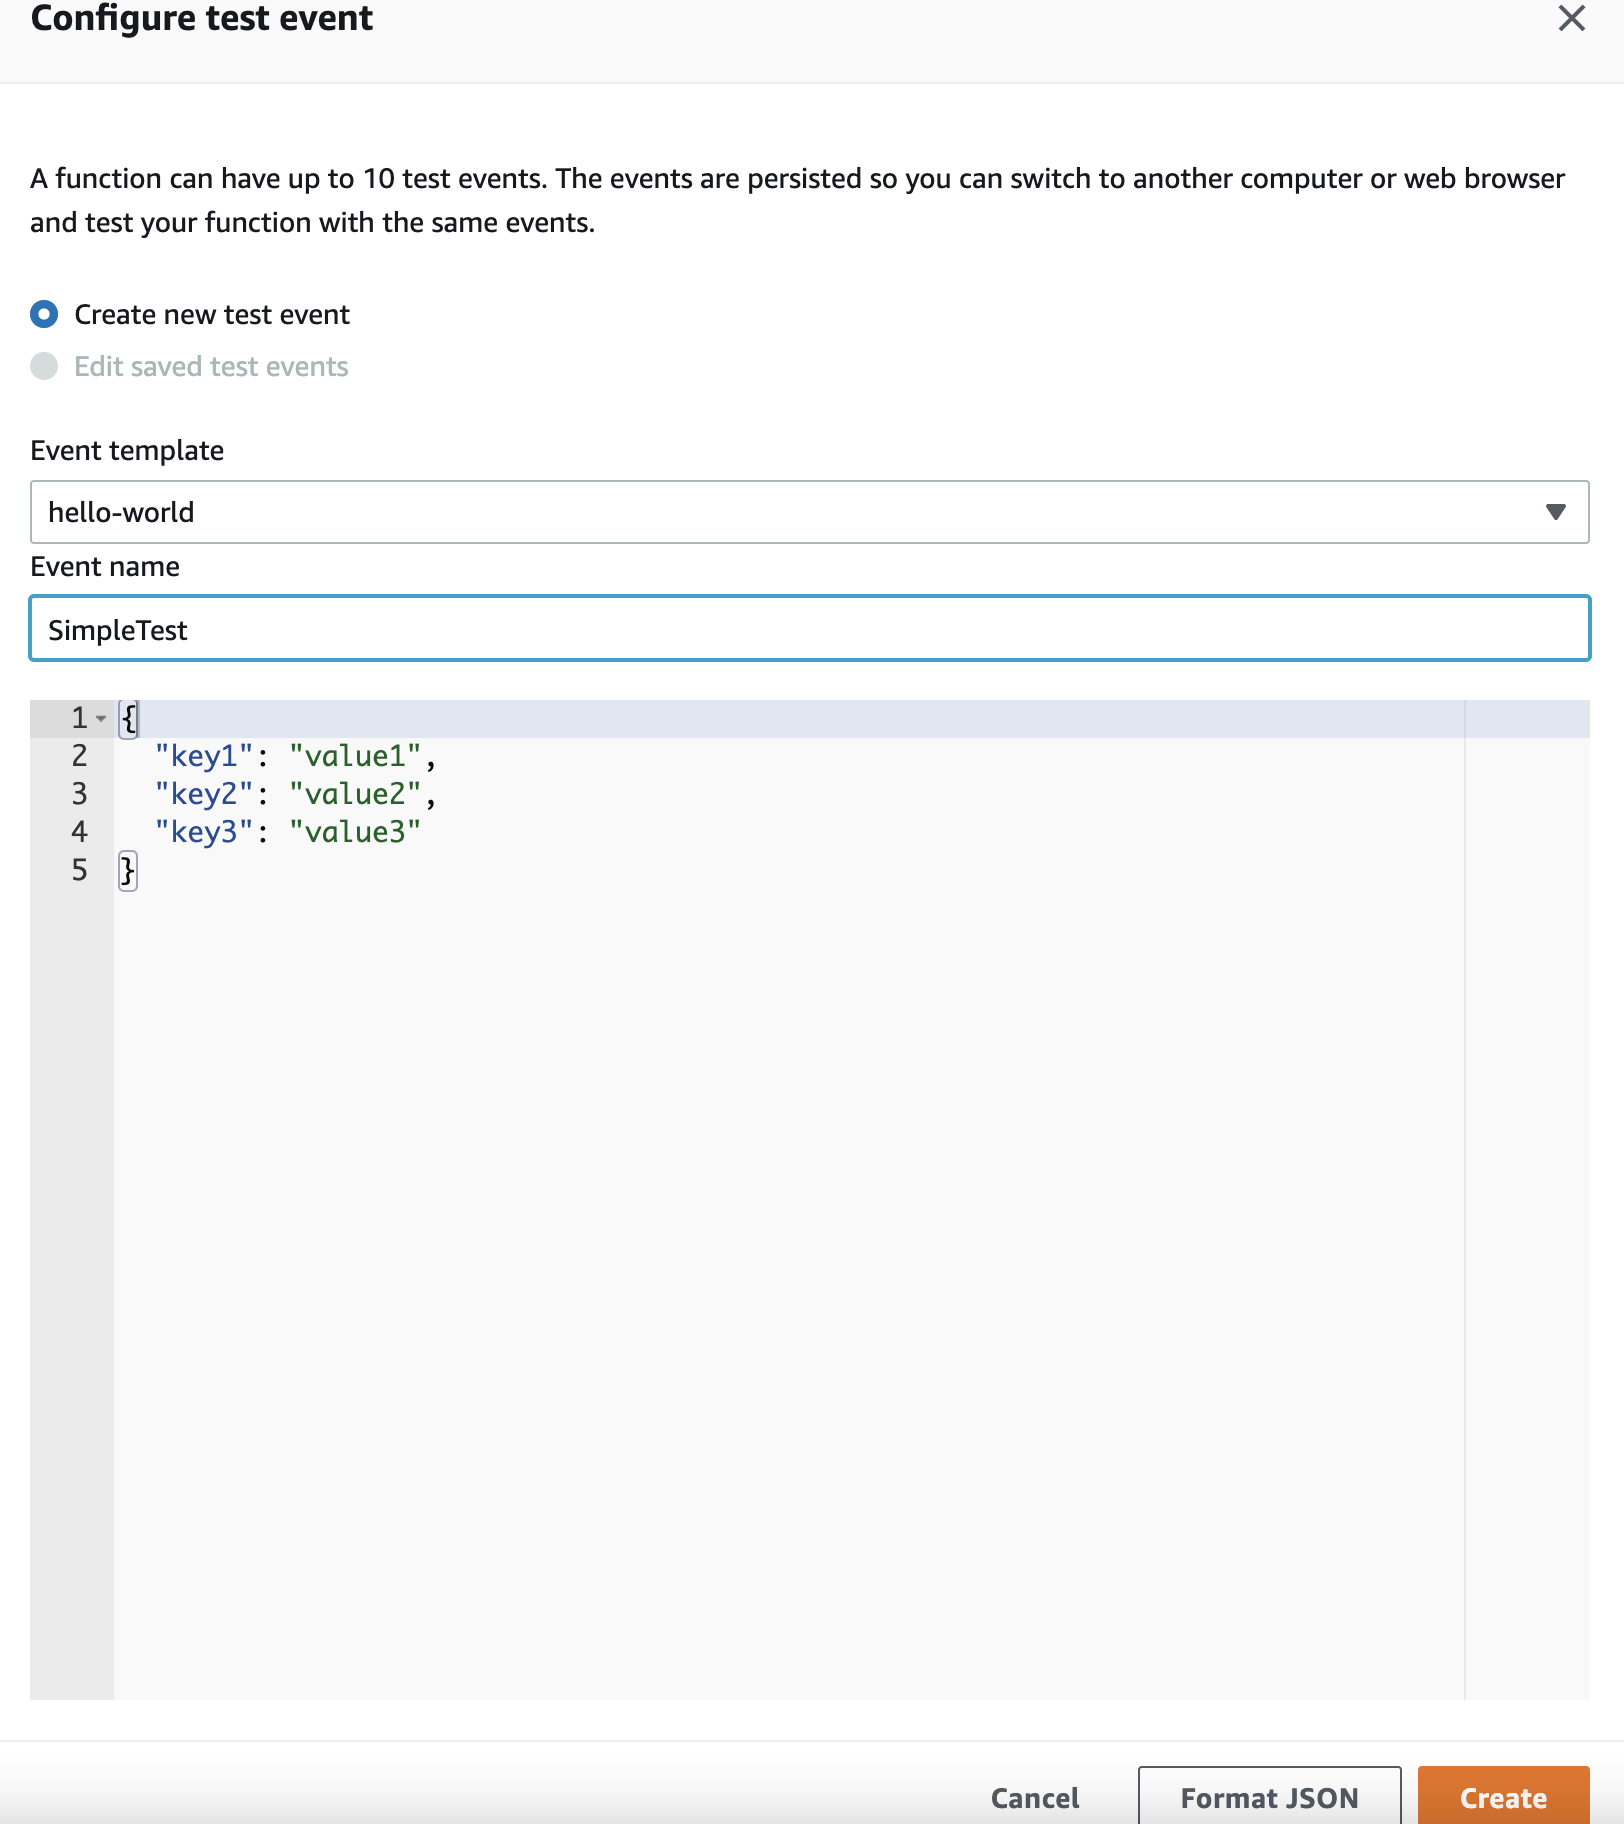 Configure test event
A function can have up to 10 test events. The events are persisted so you can switch to another computer or web browser
and test your function with the same events.
Create new test event
Edit saved test events
Event template
hello-world
Event name
SimpleTest
1 {
2 "key1": "value1",
3 "key2": "value2",
4 "key3": "value3"
5 }
Cancel Format JSON Create